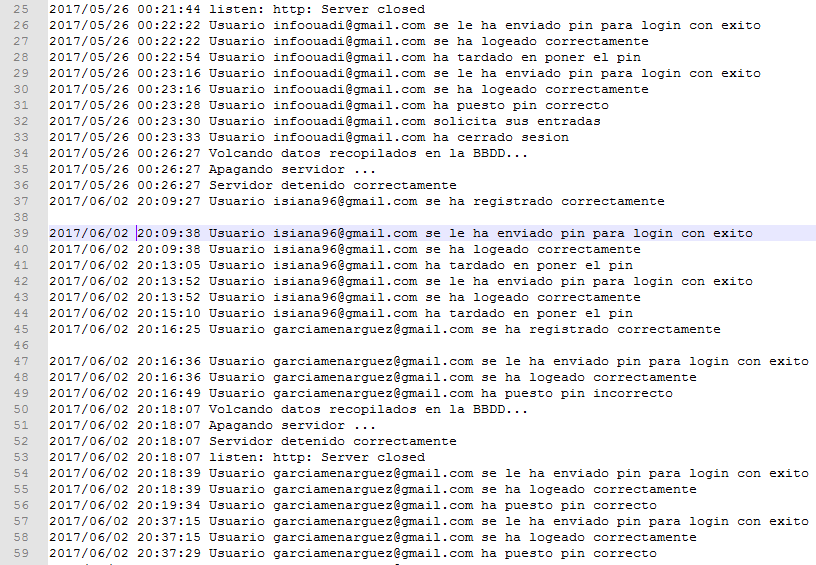 25 2017/05/26 00:21:44 listen: http: Server closed
26 2017/05/26 00:22:22 Usuario infoouadi@gmail.com se le ha enviado pin para login con exito
27 2017/05/26 00:22:22 Usuario infoouadi@gmail.com se ha logeado correctamente
28 2017/05/26 00:22:54 Usuario infoouadi@gmail.com ha tardado en poner el pin
29 2017/05/26 00:23:16 Usuario infoouadi@gmail.com se le ha enviado pin para login con exito
30 2017/05/26 00:23:16 Usuario infoouadi@gmail.com se ha logeado correctamente
31 2017/05/26 00:23:28 Usuario infoouadi@gmail.com ha puesto pin correcto
32 2017/05/26 00:23:30 Usuario infoouadi@gmail.com solicita sus entradas
33 2017/05/26 00:23:33 Usuario infoouadi@gmail.com ha cerrado sesion
34 2017/05/26 00:26:27 Volcando datos recopilados en la BBDD...
35 2017/05/26 00:26:27 Apagando servidor ...
36 2017/05/26 00:26:27 Servidor detenido correctamente
37 2017/06/02 20:09:27 Usuario isiana96@gmail.com se ha registrado correctamente
38
39 2017/06/02 20:09:38 Usuario isiana96@gmail.com se le ha enviado pin para login con exito
40 2017/06/02 20:09:38 Usuario isiana96@gmail.com se ha logeado correctamente
41 2017/06/02 20:13:05 Usuario isiana96@gmail.com ha tardado en poner el pin
42 2017/06/02 20:13:52 Usuario isiana96@gmail.com se le ha enviado pin para login con exito
43 2017/06/02 20:13:52 Usuario isiana96@gmail.com se ha logeado correctamente
44 2017/06/02 20:15:10 Usuario isiana96@gmail.com ha tardado en poner el pin
45 2017/06/02 20:16:25 Usuario garciamenarguez@gmail.com se ha registrado correctamente
46
47 2017/06/02 20:16:36 Usuario garciamenarguez@gmail.com se le ha enviado pin para login con exito
48 2017/06/02 20:16:36 Usuario garciamenarguez@gmail.com se ha logeado correctamente
49 2017/06/02 20:16:49 Usuario garciamenarguez@gmail.com ha puesto pin incorrecto
50 2017/06/02 20:18:07 Volcando datos recopilados en la BBDD...
51 2017/06/02 20:18:07 Apagando servidor ...
52 2017/06/02 20:18:07 Servidor detenido correctamente
53 2017/06/02 20:18:07 listen: http: Server closed
54 2017/06/02 20:18:39 Usuario garciamenarguez@gmail.com se le ha enviado pin para login con exito
55 2017/06/02 20:18:39 Usuario garciamenarguez@gmail.com se ha logeado correctamente
56 2017/06/02 20:19:34 Usuario garciamenarguez@gmail.com ha puesto pin correcto
57 2017/06/02 20:37:15 Usuario garciamenarguez@gmail.com se le ha enviado pin para login con exito
58 2017/06/02 20:37:15 Usuario garciamenarguez@gmail.com se ha logeado correctamente
59 2017/06/02 20:37:29 Usuario garciamenarguez@gmail.com ha puesto pin correcto